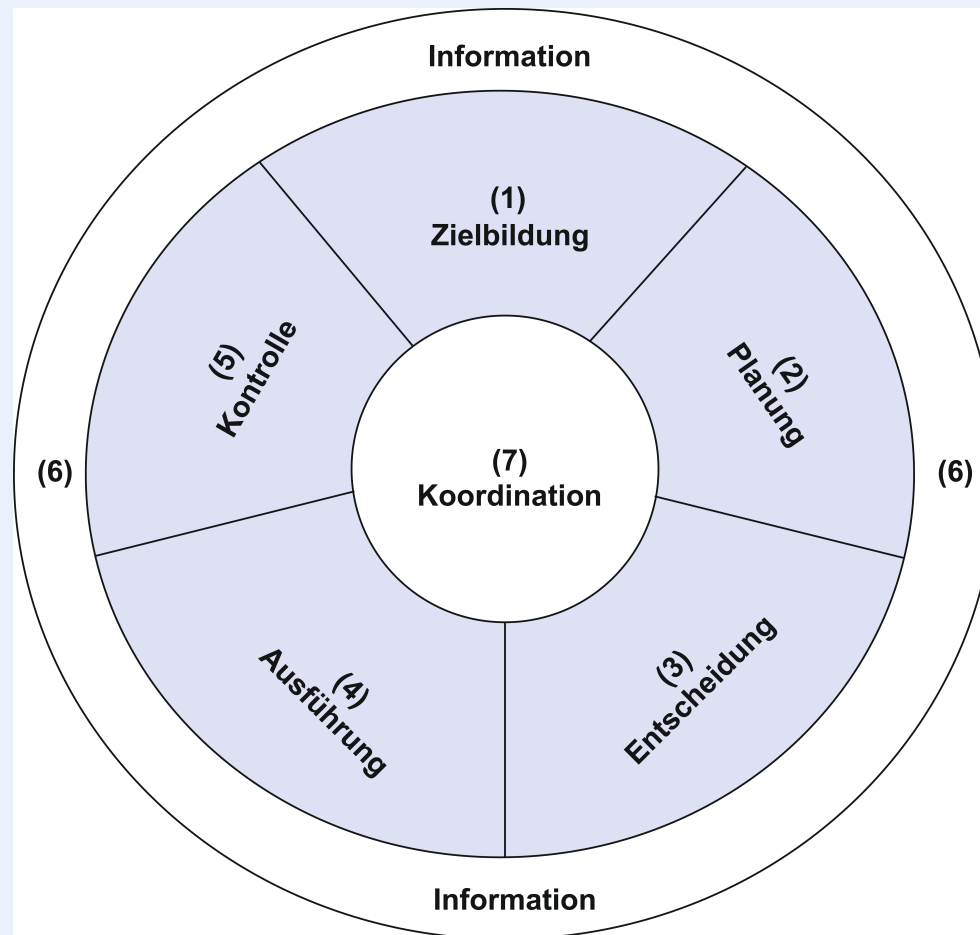 Information
(1)
Zielbildung
(2)
Planung
(3)
Entscheidung
(4)
Ausführung
(5)
Kontrolle
(6)
(6)
(7)
Koordination
Information